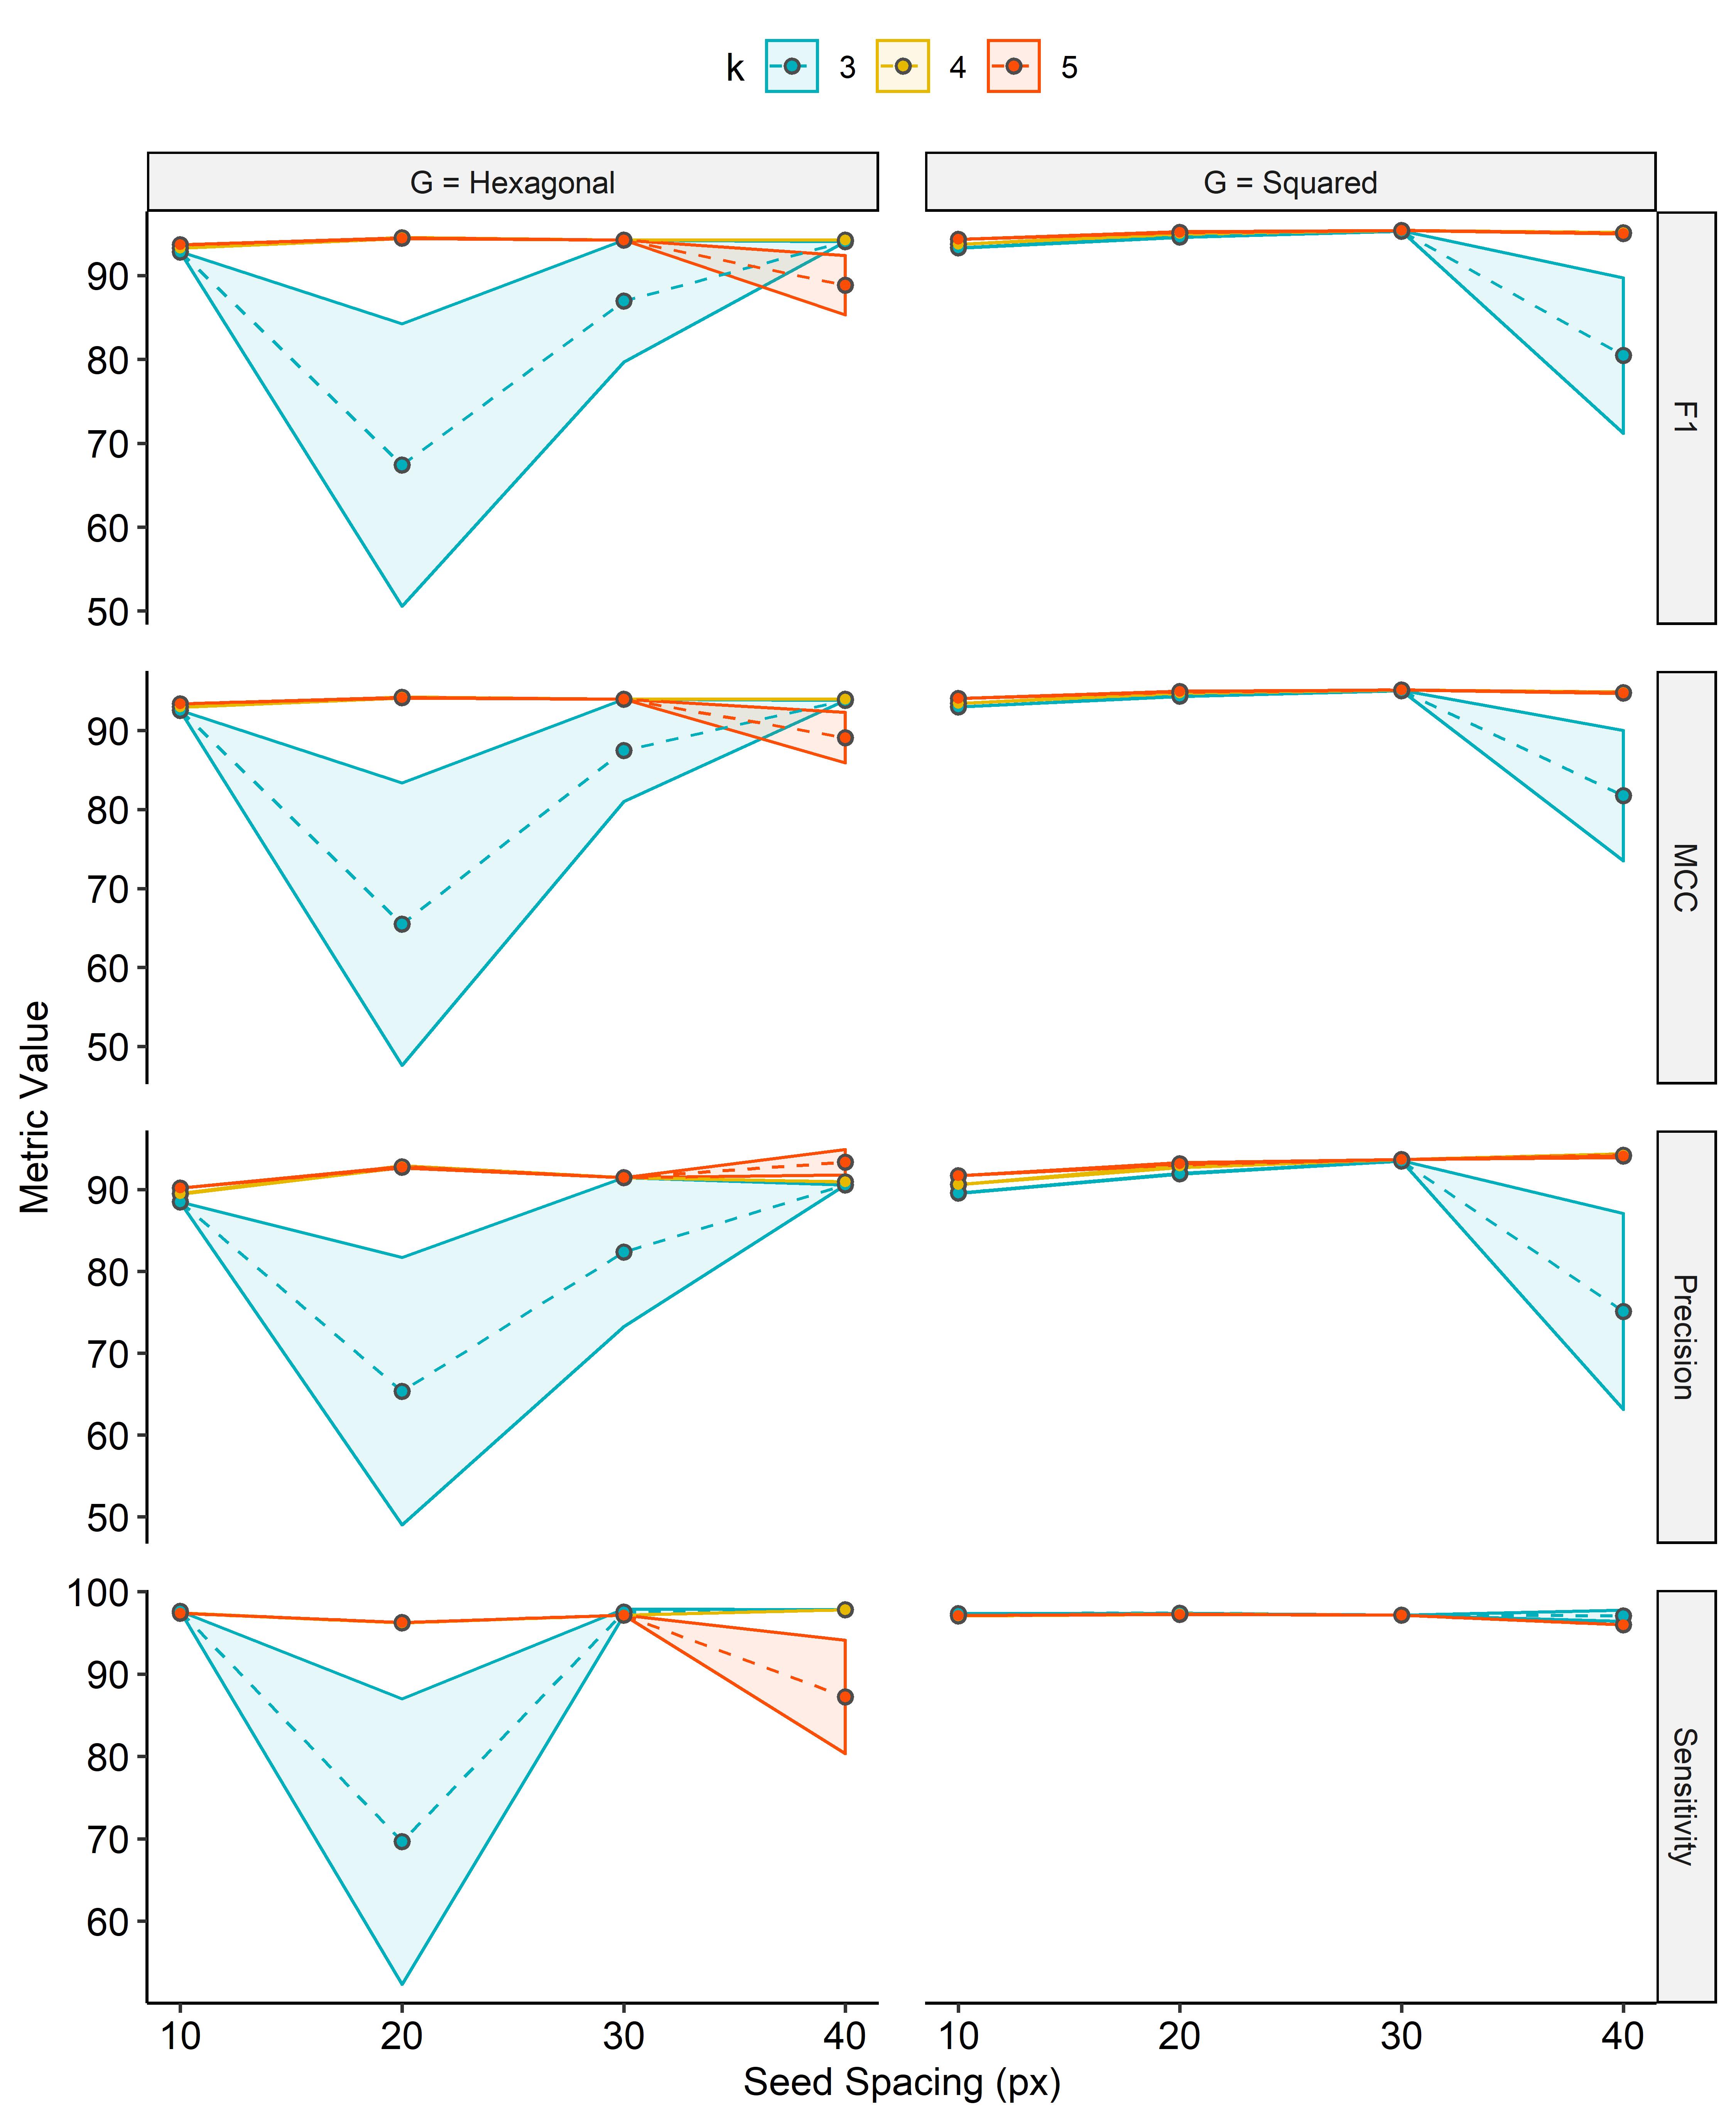 k 3 4 5
G = Hexagonal G = Squared
90
80
70
60
50
F1
90
80
70
60
50
MCC
90
80
70
60
50
Precision
100
90
80
70
60
Sensitivity
Metric Value
10 20 30 40 10 20 30 40
Seed Spacing (px)